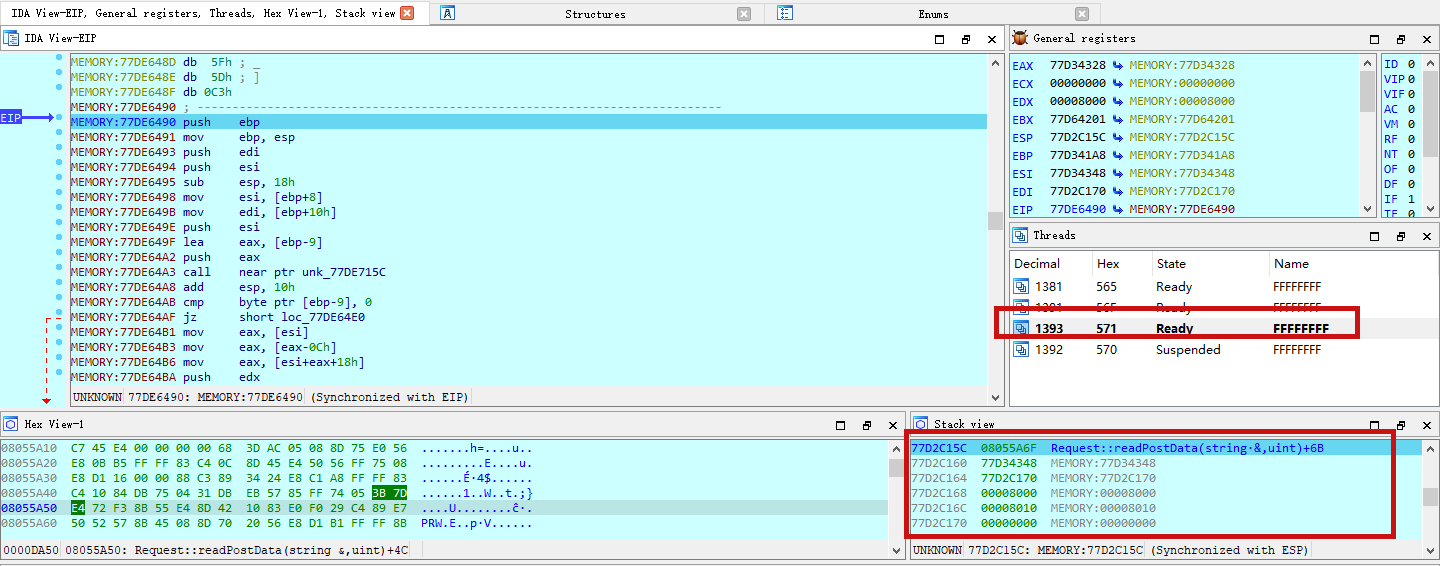 IDA View-EIP, General registers, Threads, Hex View-1, Stack view
Structures
Enums
IDA View-EIP
MEMORY:77DE648D db 5Fh ; _
MEMORY:77DE648E db 5Dh ; ]
MEMORY:77DE648F db 0C3h
MEMORY:77DE6490 ; ---------------------------------------------------------------------------
EIP
MEMORY:77DE6490 push ebp
MEMORY:77DE6491 mov ebp, esp
MEMORY:77DE6493 push edi
MEMORY:77DE6494 push esi
MEMORY:77DE6495 sub esp, 18h
MEMORY:77DE6498 mov esi, [ebp+8]
MEMORY:77DE649B mov edi, [ebp+10h]
MEMORY:77DE649E push esi
MEMORY:77DE649F lea eax, [ebp-9]
MEMORY:77DE64A2 push eax
MEMORY:77DE64A3 call near ptr unk_77DE715C
MEMORY:77DE64A8 add esp, 10h
MEMORY:77DE64AB cmp byte ptr [ebp-9], 0
MEMORY:77DE64AF jz short loc_77DE64E0
MEMORY:77DE64B1 mov eax, [esi]
MEMORY:77DE64B3 mov eax, [eax-0Ch]
MEMORY:77DE64B6 mov eax, [esi+eax+18h]
MEMORY:77DE64BA push edx
UNKNOWN 77DE6490: MEMORY:77DE6490 (Synchronized with EIP)
General registers
EAX 77D34328 MEMORY:77D34328
ECX 00000000 MEMORY:00000000
EDX 00008000 MEMORY:00008000
EBX 77D64201 MEMORY:77D64201
ESP 77D2C15C MEMORY:77D2C15C
EBP 77D341A8 MEMORY:77D341A8
ESI 77D34348 MEMORY:77D34348
EDI 77D2C170 MEMORY:77D2C170
EIP 77DE6490 MEMORY:77DE6490
ID 0
VIP 0
VIF 0
AC 0
VM 0
RF 0
NT 0
OF 0
DF 0
IF 1
TF 0
Threads
Decimal Hex State Name
1381 565 Ready FFFFFFFF
1393 571 Ready FFFFFFFF
1392 570 Suspended FFFFFFFF
Hex View-1
08055A10 C7 45 E4 00 00 00 00 68 3D AC 05 08 8D 75 E0 56 .......h=....u..
08055A20 E8 0B B5 FF FF 83 C4 0C 8D 45 E4 50 56 FF 75 08 .........E....u.
08055A30 E8 D1 16 00 00 88 C3 89 34 24 E8 C1 A8 FF FF 83 ......É·4$......
08055A40 C4 10 84 DB 75 04 31 DB EB 57 85 FF 74 05 3B 7D ......1..W..t.;}
08055A50 E4 72 F3 8B 55 E4 8D 42 10 83 E0 F0 29 C4 89 E7 ....U........ĉ·.
08055A60 50 52 57 8B 45 08 8D 70 20 56 E8 D1 B1 FF FF 8B PRW.E..p·V......
0000DA50 08055A50: Request::readPostData(string &,uint)+4C
Stack view
77D2C15C 08055A6F Request::readPostData(string·&,uint)+6B
77D2C160 77D34348 MEMORY:77D34348
77D2C164 77D2C170 MEMORY:77D2C170
77D2C168 00008000 MEMORY:00008000
77D2C16C 00008010 MEMORY:00008010
77D2C170 00000000 MEMORY:00000000
UNKNOWN 77D2C15C: MEMORY:77D2C15C (Synchronized with ESP)